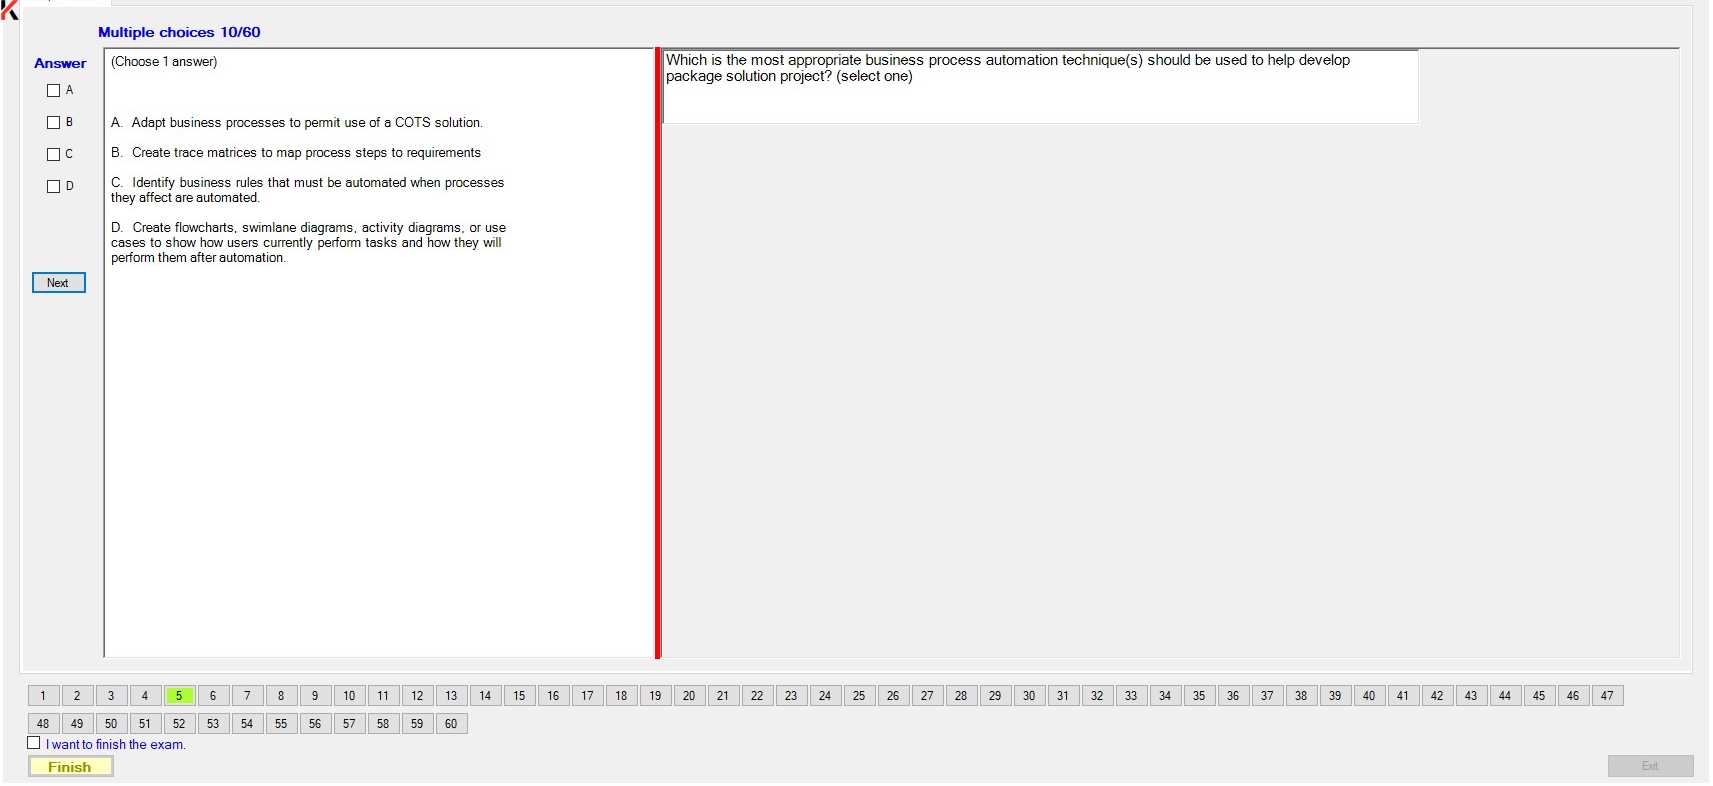 Multiple choices 10/60
Answer
A
B
C
D
Next
(Choose 1 answer)
A. Adapt business processes to permit use of a COTS solution.
B. Create trace matrices to map process steps to requirements
C. Identify business rules that must be automated when processes
they affect are automated.
D. Create flowcharts, swimlane diagrams, activity diagrams, or use
cases to show how users currently perform tasks and how they will
perform them after automation.
Which is the most appropriate business process automation technique(s) should be used to help develop
package solution project? (select one)
1 2 3 4 5 6 7 8 9 10 11 12 13 14 15 16 17 18 19 20 21 22 23 24 25 26 27 28 29 30 31 32 33 34 35 36 37 38 39 40 41 42 43 44 45 46 47
48 49 50 51 52 53 54 55 56 57 58 59 60
I want to finish the exam.
Finish
Exit